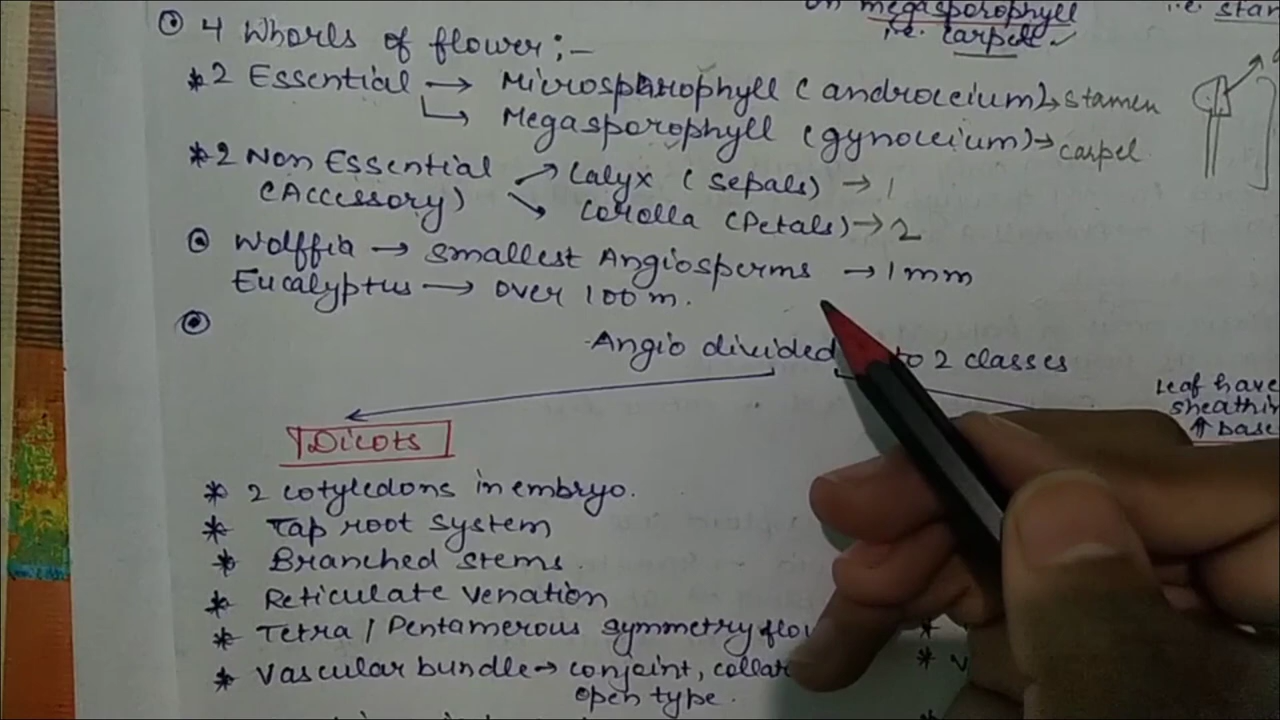 on megasporophyll
i.e. carpel
i.e. stam
4 Whorls of flower;-
*2 Essential → Microsporophyll (androecium)→stamen
→ Megasporophyll (gynoecium)→carpel
*2 Non Essential → Calyx (Sepals) → 1
(Accessory) → Corolla (Petals)→2
Wolffia → smallest Angiosperms → 1mm
Eucalyptus → over 100 m.
Angio divided to 2 classes
Leaf have
sheathin
base
Dicots
* 2 cotyledons in embryo.
* Tap root system
* Branched stems.
* Reticulate venation
* Tetra / Pentamerous symmetry flo
* Vascular bundle→ conjoint, collar
open type.